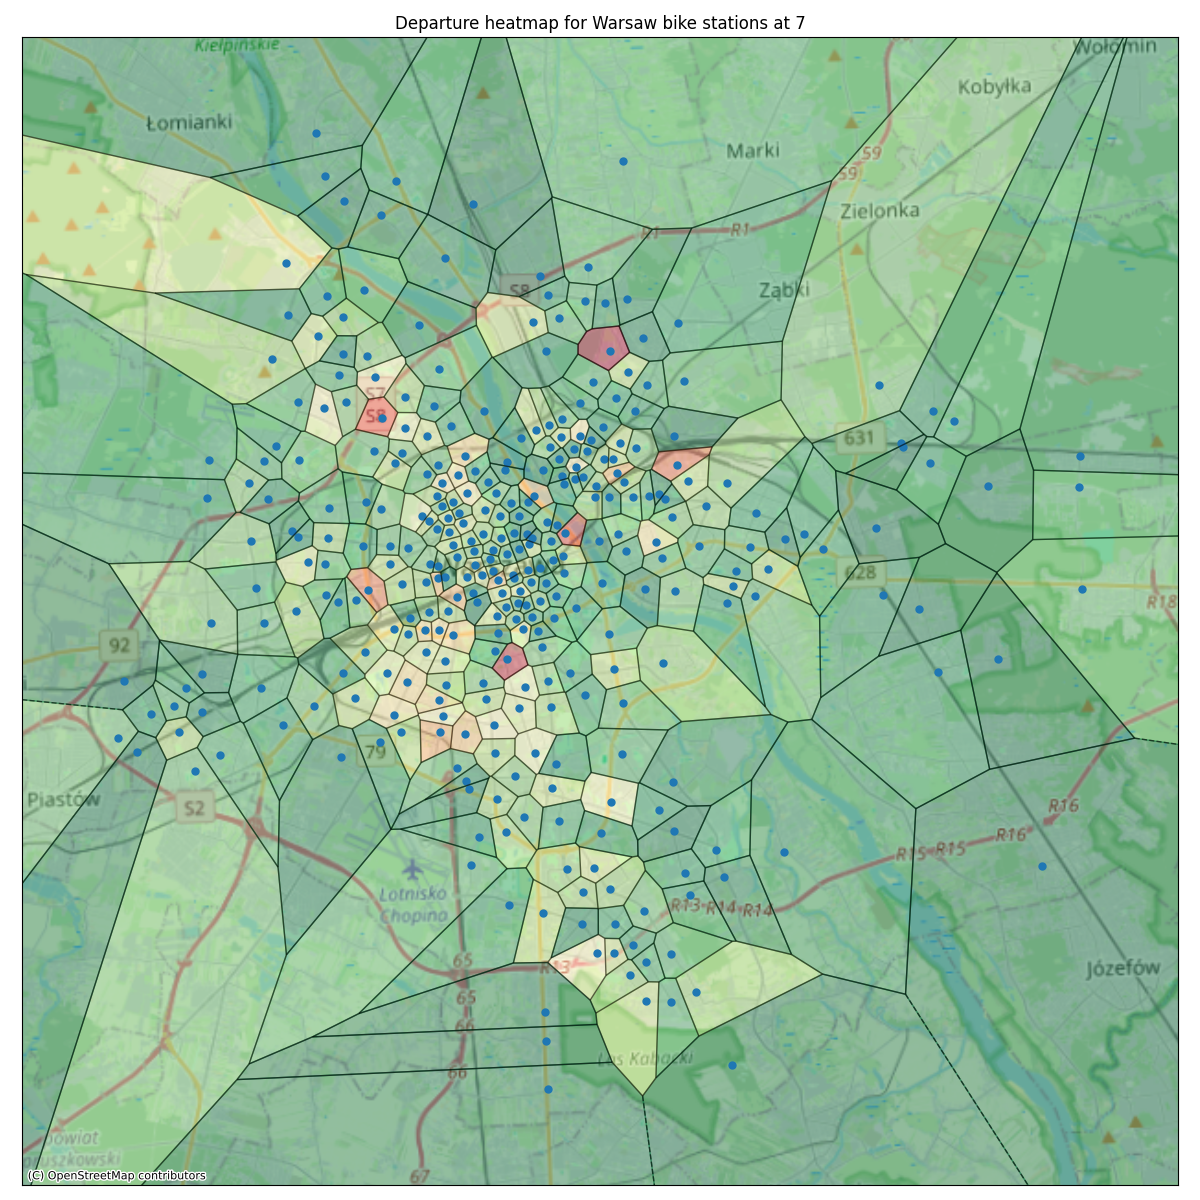 Departure heatmap for Warsaw bike stations at 7
Kiełpińskie
Wołomin
Kobyłka
Łomianki
Marki
S9
S9
Zielonka
R1
R1
S8
Ząbki
S7
S8
631
628
R18
92
79
Piastów
S2
R16
R16
R15
R15
Lotnisko
Chopina
R13
R14
R14
65
R13
Józefów
65
66
Las Kabacki
66
powiat
pruszkowski
67
(C) OpenStreetMap contributors